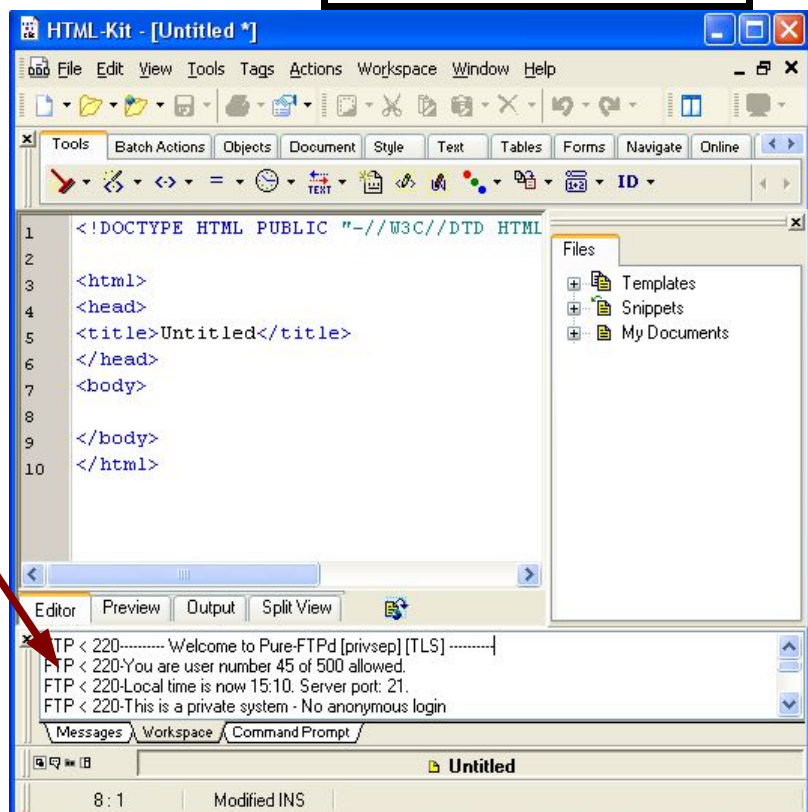 HTML-Kit - [Untitled *]
File Edit View Tools Tags Actions Workspace Window Help
Tools Batch Actions Objects Document Style Text Tables Forms Navigate Online
TEXT ID
1 <!DOCTYPE HTML PUBLIC "-//W3C//DTD HTML
2
3 <html>
4 <head>
5 <title>Untitled</title>
6 </head>
7 <body>
8
9 </body>
10 </html>
Files
Templates
Snippets
My Documents
Editor Preview Output Split View
FTP < 220--------- Welcome to Pure-FTPd [privsep] [TLS] ---------
FTP < 220-You are user number 45 of 500 allowed.
FTP < 220-Local time is now 15:10. Server port: 21.
FTP < 220-This is a private system - No anonymous login
Messages Workspace Command Prompt
Untitled
8 : 1 Modified INS